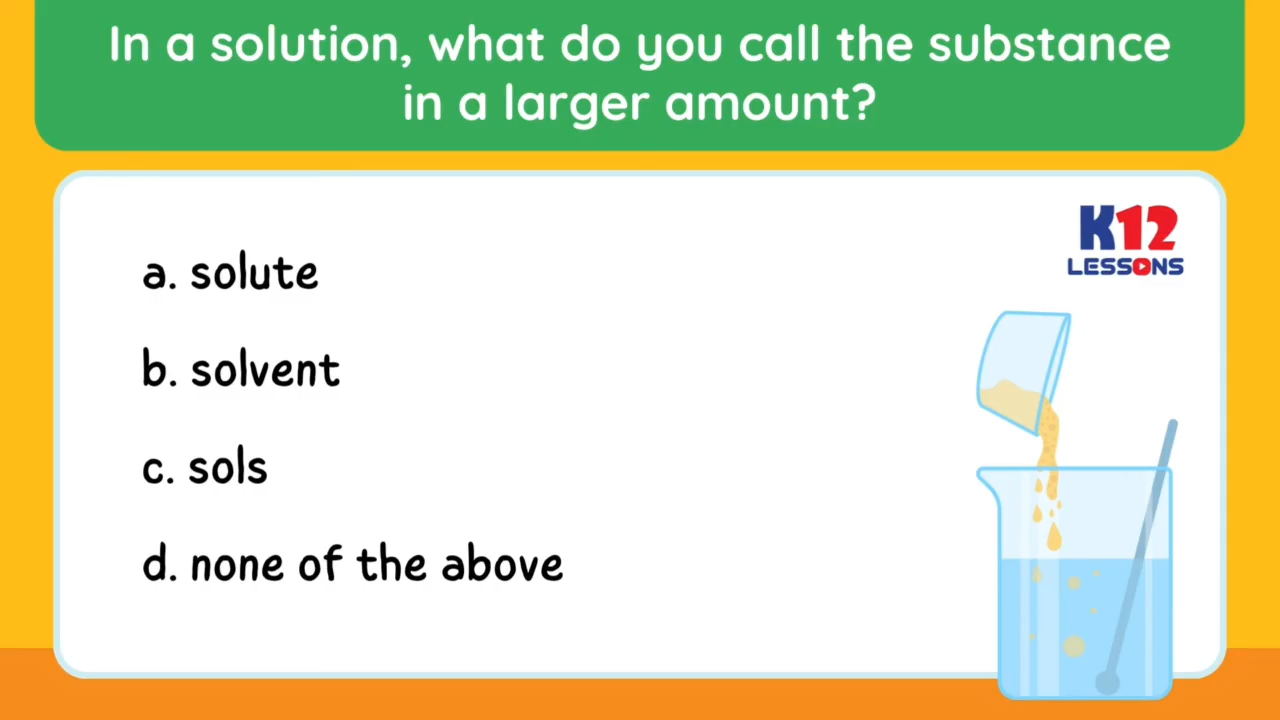 In a solution, what do you call the substance
in a larger amount?
K12
LESSONS
a. solute
b. solvent
c. sols
d. none of the above